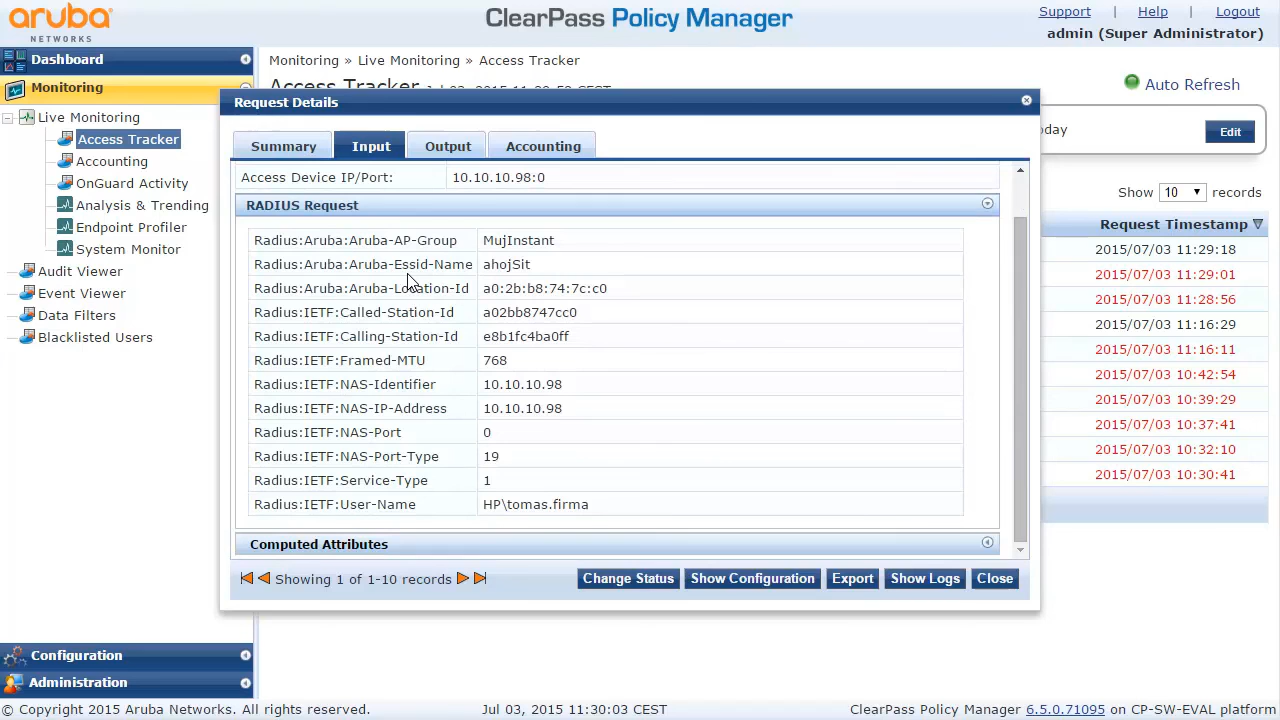 aruba
NETWORKS
ClearPass Policy Manager
Support | Help | Logout
admin (Super Administrator)
Dashboard
Monitoring
Live Monitoring
Access Tracker
Accounting
OnGuard Activity
Analysis & Trending
Endpoint Profiler
System Monitor
Audit Viewer
Event Viewer
Data Filters
Blacklisted Users
Configuration
Administration
Monitoring » Live Monitoring » Access Tracker
Access Tracker Jul 03, 2015 11:29:52 CEST
Auto Refresh
oday
Edit
Show 10 records
Request Timestamp
2015/07/03 11:29:18
2015/07/03 11:29:01
2015/07/03 11:28:56
2015/07/03 11:16:29
2015/07/03 11:16:11
2015/07/03 10:42:54
2015/07/03 10:39:29
2015/07/03 10:37:41
2015/07/03 10:32:10
2015/07/03 10:30:41
Request Details
Summary Input Output Accounting
Access Device IP/Port: 10.10.10.98:0
RADIUS Request
Radius:Aruba:Aruba-AP-Group MujInstant
Radius:Aruba:Aruba-Essid-Name ahojSit
Radius:Aruba:Aruba-Location-Id a0:2b:b8:74:7c:c0
Radius:IETF:Called-Station-Id a02bb8747cc0
Radius:IETF:Calling-Station-Id e8b1fc4ba0ff
Radius:IETF:Framed-MTU 768
Radius:IETF:NAS-Identifier 10.10.10.98
Radius:IETF:NAS-IP-Address 10.10.10.98
Radius:IETF:NAS-Port 0
Radius:IETF:NAS-Port-Type 19
Radius:IETF:Service-Type 1
Radius:IETF:User-Name HP\tomas.firma
Computed Attributes
Showing 1 of 1-10 records
Change Status Show Configuration Export Show Logs Close
© Copyright 2015 Aruba Networks. All rights reserved.
Jul 03, 2015 11:30:03 CEST
ClearPass Policy Manager 6.5.0.71095 on CP-SW-EVAL platform